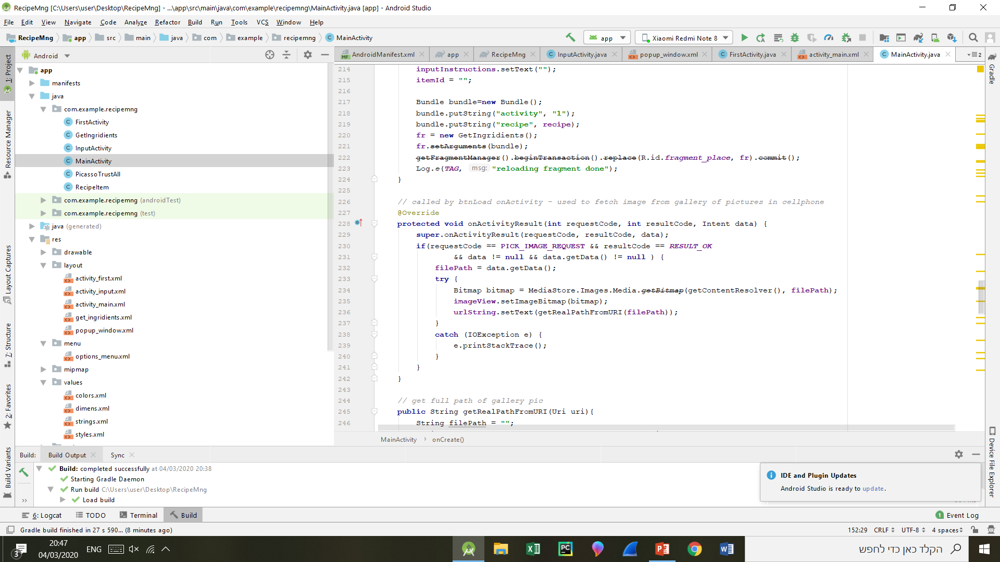 RecipeMng [C:\Users\user\Desktop\RecipeMng] - ...\app\src\main\java\com\example\recipemng\MainActivity.java [app] - Android Studio
File Edit View Navigate Code Analyze Refactor Build Run Tools VCS Window Help
RecipeMng app src main java com example recipemng MainActivity
app Xiaomi Redmi Note 8
Android
AndroidManifest.xml app RecipeMng InputActivity.java popup_window.xml FirstActivity.java activity_main.xml MainActivity.java 2
1: Project
Resource Manager
Layout Captures
7: Structure
2: Favorites
Build Variants
app
manifests
java
com.example.recipemng
FirstActivity
GetIngridients
InputActivity
MainActivity
PicassoTrustAll
RecipeItem
com.example.recipemng (androidTest)
com.example.recipemng (test)
java (generated)
res
drawable
layout
activity_first.xml
activity_input.xml
activity_main.xml
get_ingridients.xml
popup_window.xml
menu
options_menu.xml
mipmap
values
colors.xml
dimens.xml
strings.xml
styles.xml
214 inputInstructions.setText("");
215 itemId = "";
216
217 Bundle bundle=new Bundle();
218 bundle.putString("activity", "1");
219 bundle.putString("recipe", recipe);
220 fr = new GetIngridients();
221 fr.setArguments(bundle);
222 getFragmentManager().beginTransaction().replace(R.id.fragment_place, fr).commit();
223 Log.e(TAG, msg: "reloading fragment done");
224 }
225
226 // called by btnLoad onActivity - used to fetch image from gallery of pictures in cellphone
227 @Override
228 protected void onActivityResult(int requestCode, int resultCode, Intent data) {
229 super.onActivityResult(requestCode, resultCode, data);
230 if(requestCode == PICK_IMAGE_REQUEST && resultCode == RESULT_OK
231 && data != null && data.getData() != null ) {
232 filePath = data.getData();
233 try {
234 Bitmap bitmap = MediaStore.Images.Media.getBitmap(getContentResolver(), filePath);
235 imageView.setImageBitmap(bitmap);
236 urlString.setText(getRealPathFromURI(filePath));
237 }
238 catch (IOException e) {
239 e.printStackTrace();
240 }
241 }
242 }
243
244 // get full path of gallery pic
245 public String getRealPathFromURI(Uri uri){
246 String filePath = "";
MainActivity onCreate()
Gradle
Device File Explorer
Build: Build Output Sync
Build: completed successfully at 04/03/2020 20:38
Starting Gradle Daemon
Run build C:\Users\user\Desktop\RecipeMng
Load build
IDE and Plugin Updates
Android Studio is ready to update.
6: Logcat TODO Terminal Build 1 Event Log
Gradle build finished in 27 s 590... (8 minutes ago) 152:29 CRLF UTF-8 4 spaces
3 20:47
04/03/2020
ENG
הקלד כאן כדי לחפש